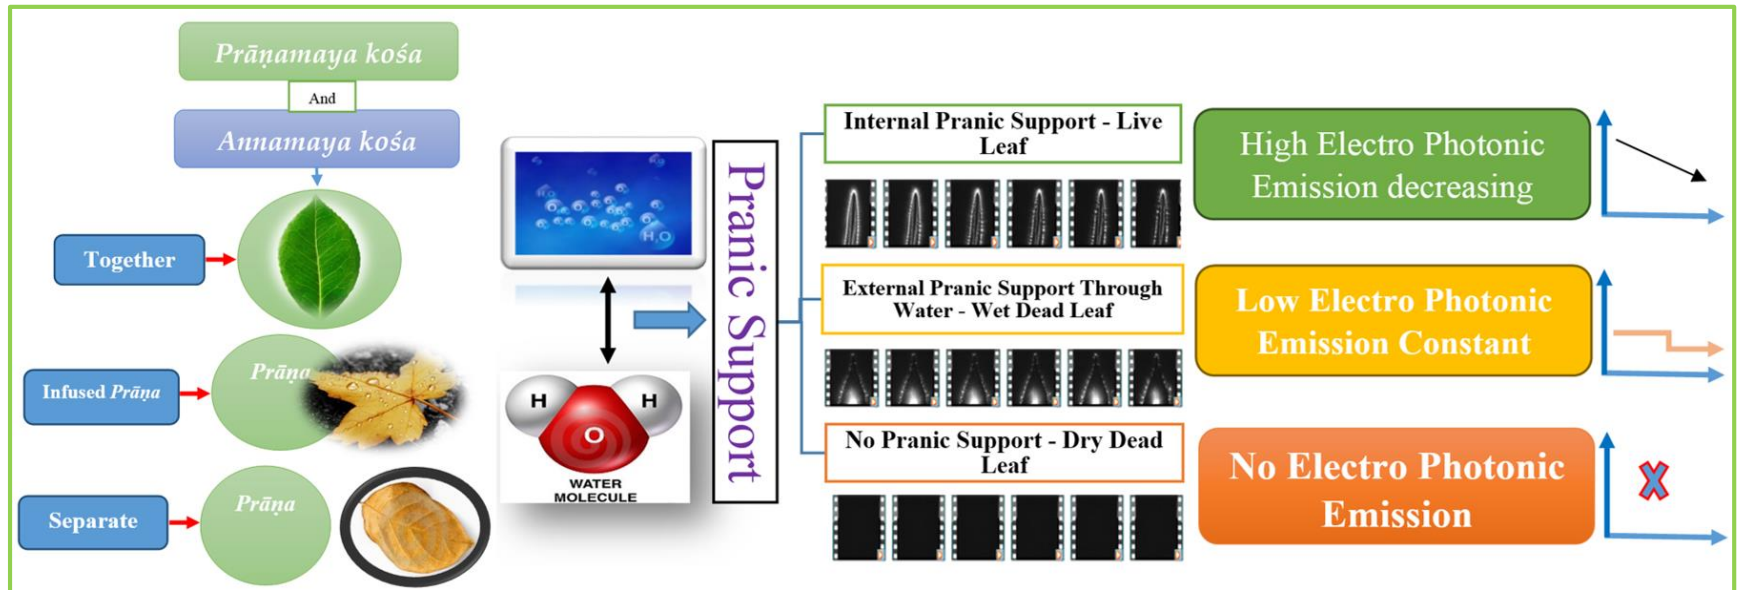 Prāṇamaya kośa
And
Annamaya kośa
Together
Infused Prāṇa
Prāṇa
Separate
Prāṇa
H₂O
H H
O
WATER
MOLECULE
Pranic Support
Internal Pranic Support - Live
Leaf
High Electro Photonic
Emission decreasing
External Pranic Support Through
Water - Wet Dead Leaf
Low Electro Photonic
Emission Constant
No Pranic Support - Dry Dead
Leaf
No Electro Photonic
Emission